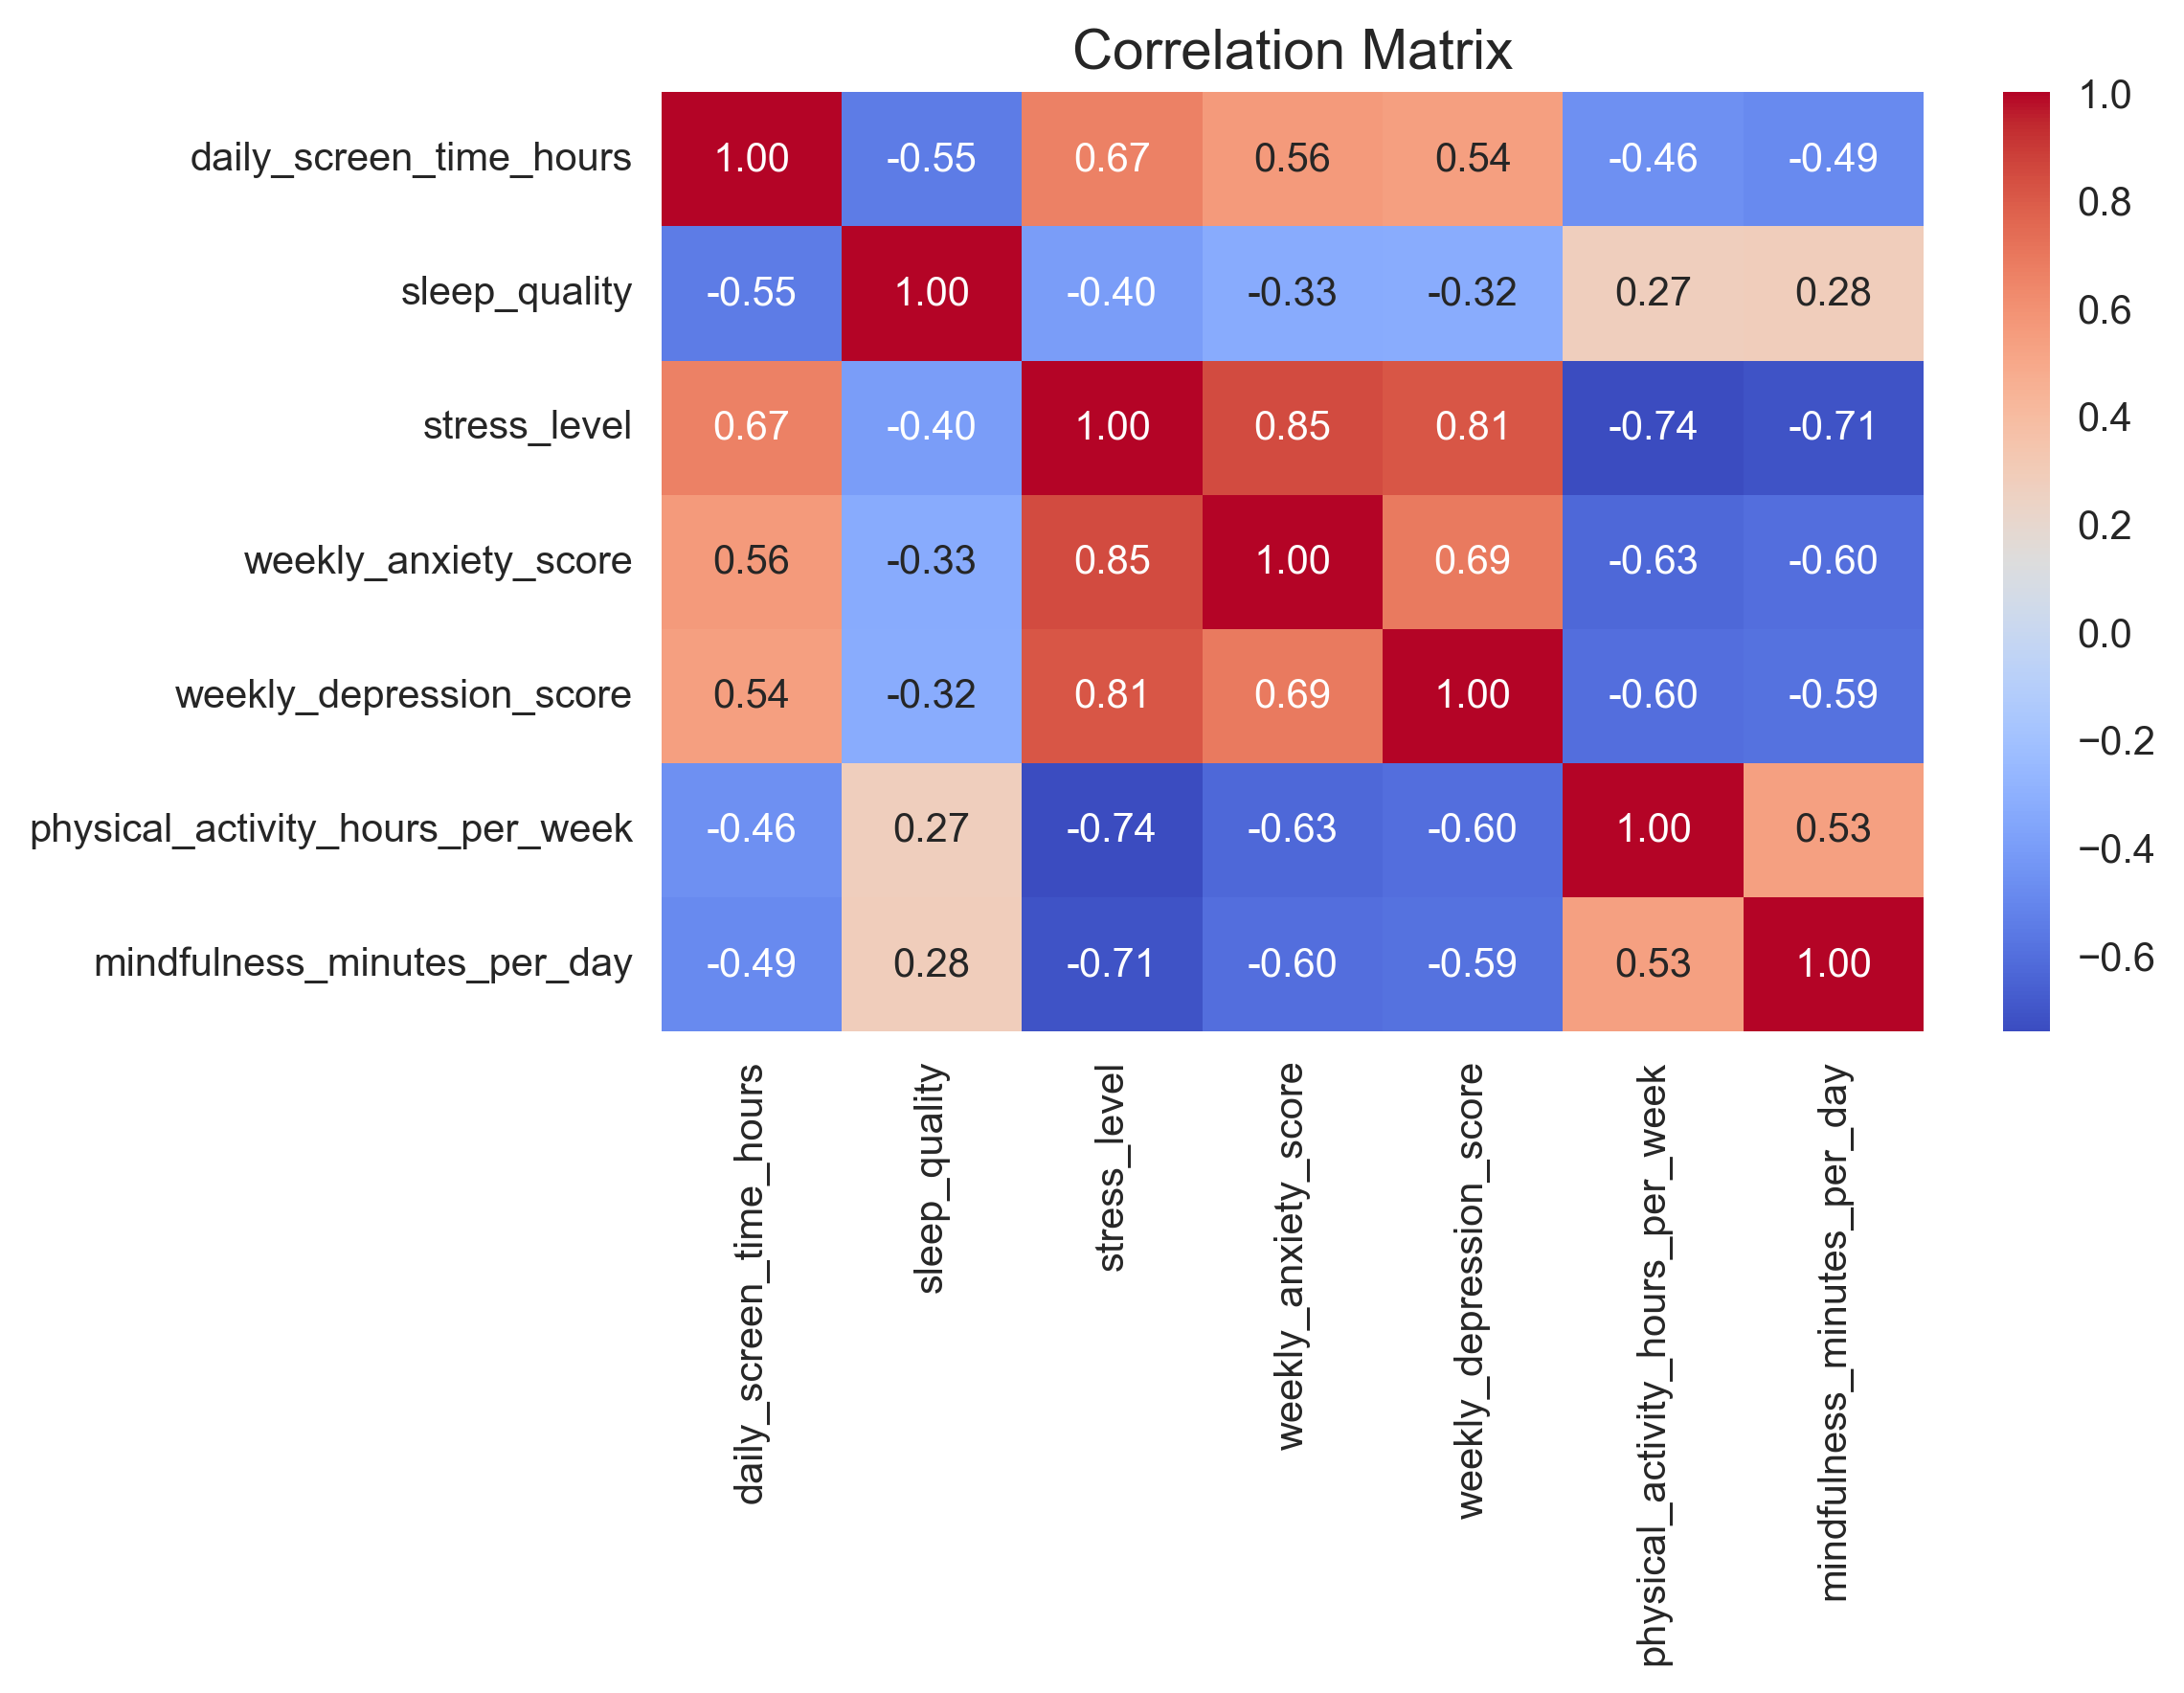 Correlation Matrix
daily_screen_time_hours 1.00 -0.55 0.67 0.56 0.54 -0.46 -0.49
sleep_quality -0.55 1.00 -0.40 -0.33 -0.32 0.27 0.28
stress_level 0.67 -0.40 1.00 0.85 0.81 -0.74 -0.71
weekly_anxiety_score 0.56 -0.33 0.85 1.00 0.69 -0.63 -0.60
weekly_depression_score 0.54 -0.32 0.81 0.69 1.00 -0.60 -0.59
physical_activity_hours_per_week -0.46 0.27 -0.74 -0.63 -0.60 1.00 0.53
mindfulness_minutes_per_day -0.49 0.28 -0.71 -0.60 -0.59 0.53 1.00
daily_screen_time_hours
sleep_quality
stress_level
weekly_anxiety_score
weekly_depression_score
physical_activity_hours_per_week
mindfulness_minutes_per_day
1.0
0.8
0.6
0.4
0.2
0.0
−0.2
−0.4
−0.6